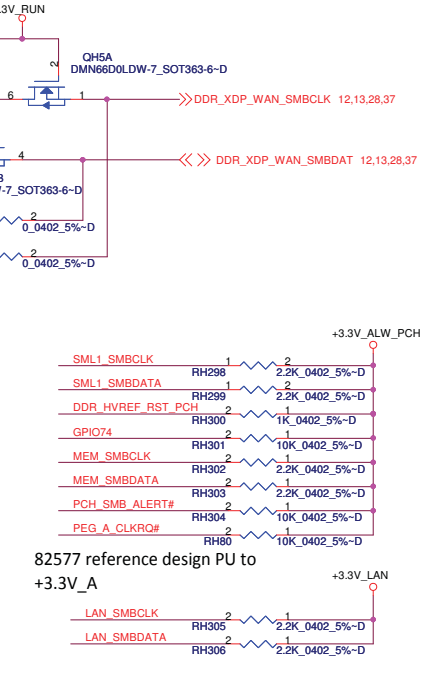 .3V_RUN
2
QH5A
DMN66D0LDW-7_SOT363-6~D
6
1
DDR_XDP_WAN_SMBCLK 12,13,28,37
4
DDR_XDP_WAN_SMBDAT 12,13,28,37
-7_SOT363-6~D
2
0_0402_5%~D
2
0_0402_5%~D
+3.3V_ALW_PCH
SML1_SMBCLK
1
2
RH298
2.2K_0402_5%~D
SML1_SMBDATA
1
2
RH299
2.2K_0402_5%~D
DDR_HVREF_RST_PCH
2
1
RH300
1K_0402_5%~D
GPIO74
2
1
RH301
10K_0402_5%~D
MEM_SMBCLK
2
1
RH302
2.2K_0402_5%~D
MEM_SMBDATA
2
1
RH303
2.2K_0402_5%~D
PCH_SMB_ALERT#
2
1
RH304
10K_0402_5%~D
PEG_A_CLKRQ#
2
1
RH80
10K_0402_5%~D
82577 reference design PU to
+3.3V_A
+3.3V_LAN
LAN_SMBCLK
2
1
RH305
2.2K_0402_5%~D
LAN_SMBDATA
2
1
RH306
2.2K_0402_5%~D